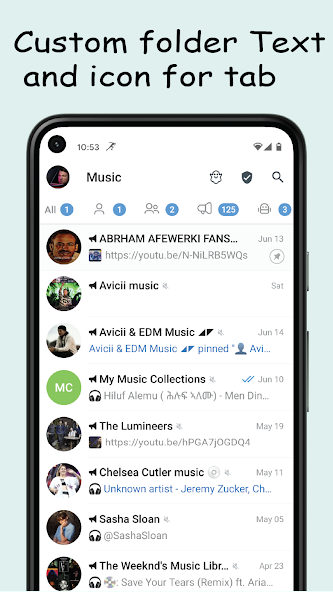 Custom folder Text
and icon for tab
10:53
Music
All 1 1 2 125 3
ABRHAM AFEWERKI FANS... Jun 13
https://youtu.be/N-NiLRB5WQs
Avicii music Sat
Avicii & EDM Music Jun 14
Avicii & EDM Music ◢◤ pinned "👤 Avi...
MC My Music Collections Jun 10
Hiluf Alemu ( ሕሉፍ ኣለሙ) - Men Din...
The Lumineers May 19
https://youtu.be/hPGA7jOGDQ4
Chelsea Cutler music May 11
Unknown artist - Jeremy Zucker, Ch...
Sasha Sloan May 05
@SashaSloan
The Weeknd's Music Libr... Apr 23
: Save Your Tears (Remix) ft. Aria...